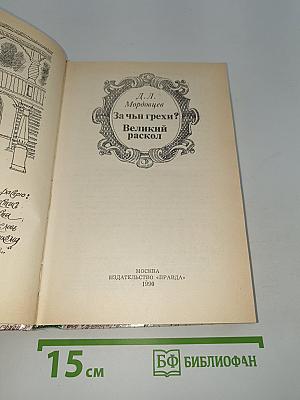 Д. Л.
Мордовцев
За чьи грехи?
Великий
раскол
МОСКВА
ИЗДАТЕЛЬСТВО «ПРАВДА»
1990
15 см
БФ БИБЛИОФАН